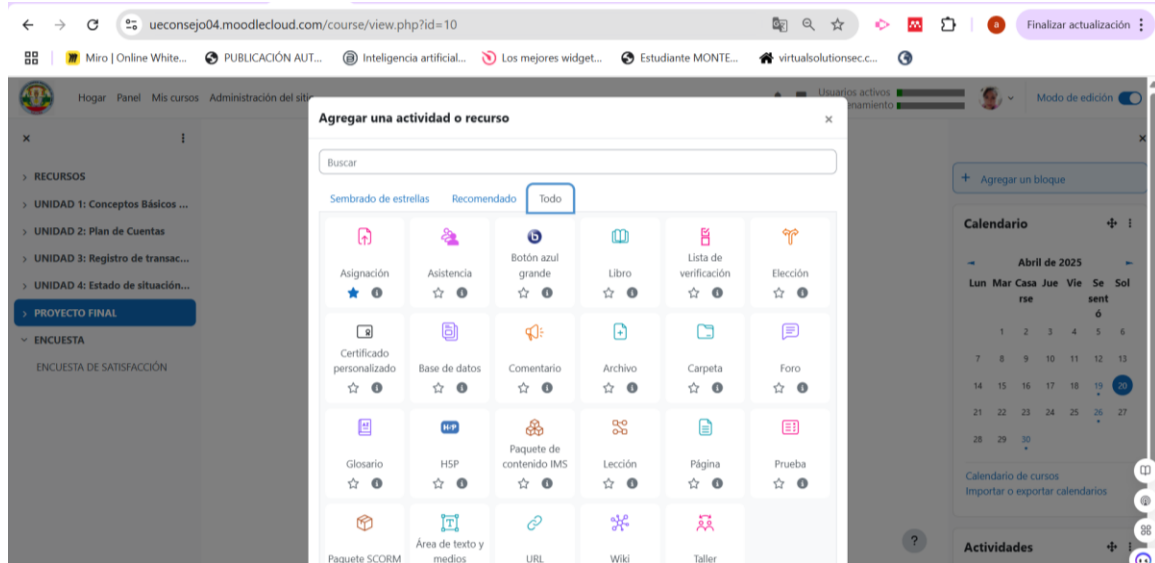 ueconsejo04.moodlecloud.com/course/view.php?id=10
a
Finalizar actualización
Miro | Online White...
PUBLICACIÓN AUT...
Inteligencia artificial...
Los mejores widget...
Estudiante MONTE...
virtualsolutionsec.c...
Hogar Panel Mis cursos Administración del sitio
Usuarios activos
Modo de edición
Agregar una actividad o recurso
Buscar
Sembrado de estrellas Recomendado Todo
RECURSOS
UNIDAD 1: Conceptos Básicos ...
UNIDAD 2: Plan de Cuentas
UNIDAD 3: Registro de transac...
UNIDAD 4: Estado de situación...
PROYECTO FINAL
ENCUESTA
ENCUESTA DE SATISFACCIÓN
Asignación
Asistencia
Botón azul
grande
Libro
Lista de
verificación
Elección
Certificado
personalizado
Base de datos
Comentario
Archivo
Carpeta
Foro
Glosario
H5P
Paquete de
contenido IMS
Lección
Página
Prueba
Paquete SCORM
Área de texto y
medios
URL
Wiki
Taller
Agregar un bloque
Calendario
Abril de 2025
Lun Mar Casa Jue Vie Se Sol
rse sent
ó
1 2 3 4 5 6
7 8 9 10 11 12 13
14 15 16 17 18 19 20
21 22 23 24 25 26 27
28 29 30
Calendario de cursos
Importar o exportar calendarios
Actividades
?